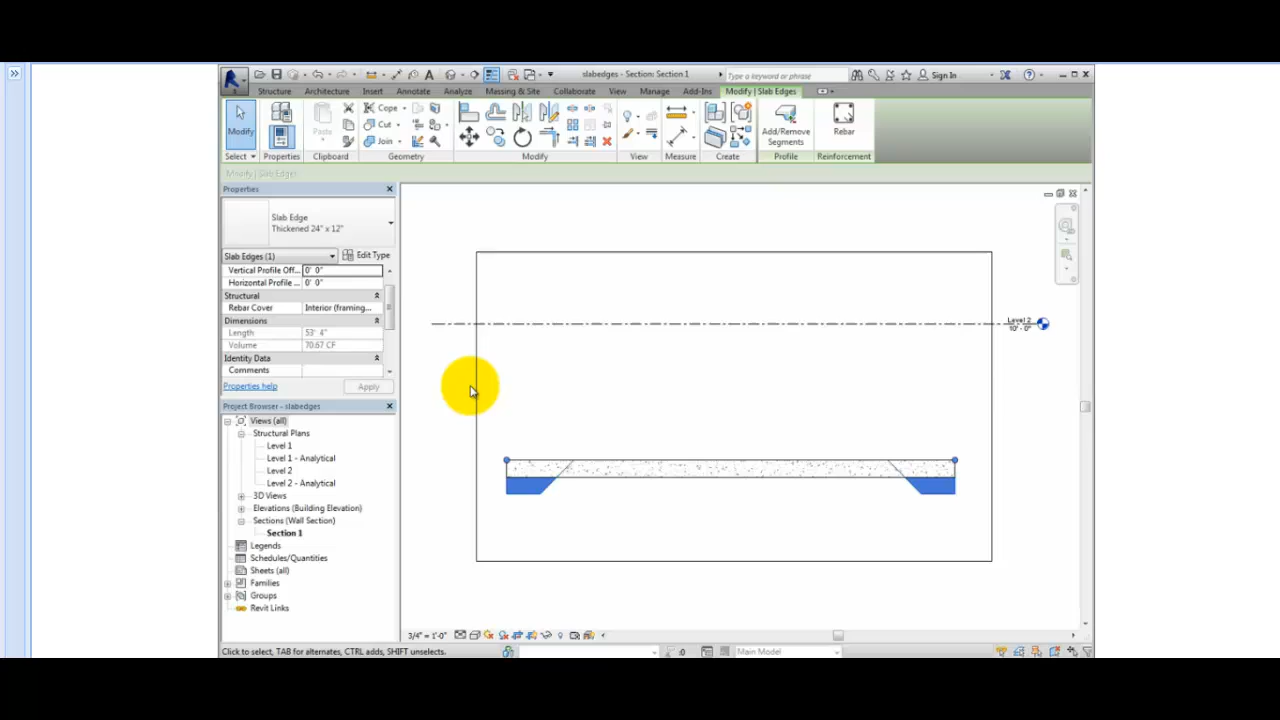 slabedges - Section: Section 1
Type a keyword or phrase
Sign In
Structure Architecture Insert Annotate Analyze Massing & Site Collaborate View Manage Add-Ins Modify | Slab Edges
Modify
Paste
Cope
Cut
Join
Add/Remove
Segments
Rebar
Select Properties Clipboard Geometry Modify View Measure Create Profile Reinforcement
Modify | Slab Edges
Properties
Slab Edge
Thickened 24" x 12"
Slab Edges (1) Edit Type
Vertical Profile Off... 0' 0"
Horizontal Profile ... 0' 0"
Structural
Rebar Cover Interior (framing,...
Dimensions
Length 53' 4"
Volume 70.67 CF
Identity Data
Comments
Properties help Apply
Project Browser - slabedges
Views (all)
Structural Plans
Level 1
Level 1 - Analytical
Level 2
Level 2 - Analytical
3D Views
Elevations (Building Elevation)
Sections (Wall Section)
Section 1
Legends
Schedules/Quantities
Sheets (all)
Families
Groups
Revit Links
Level 2
10' - 0"
3/4" = 1'-0"
Click to select, TAB for alternates, CTRL adds, SHIFT unselects.
:0
Main Model